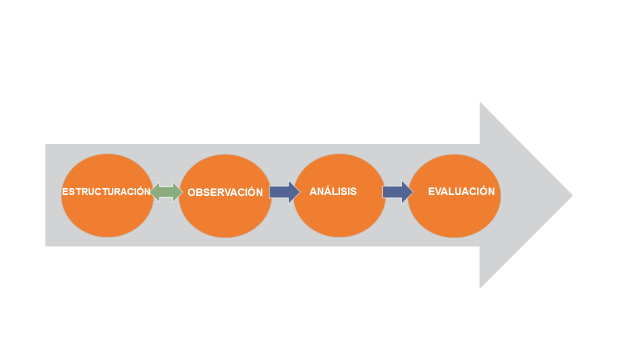 ESTRUCTURACIÓN
OBSERVACIÓN
ANÁLISIS
EVALUACIÓN